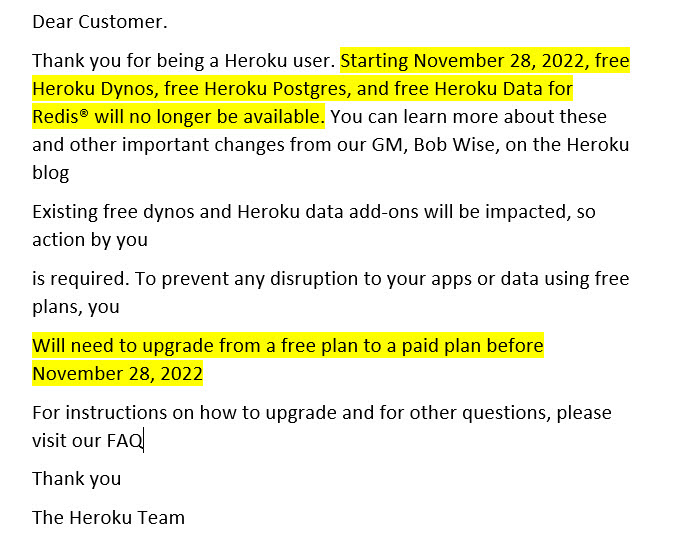 Dear Customer.
Thank you for being a Heroku user. Starting November 28, 2022, free
Heroku Dynos, free Heroku Postgres, and free Heroku Data for
Redis® will no longer be available. You can learn more about these
and other important changes from our GM, Bob Wise, on the Heroku
blog
Existing free dynos and Heroku data add-ons will be impacted, so
action by you
is required. To prevent any disruption to your apps or data using free
plans, you
Will need to upgrade from a free plan to a paid plan before
November 28, 2022
For instructions on how to upgrade and for other questions, please
visit our FAQ
Thank you
The Heroku Team